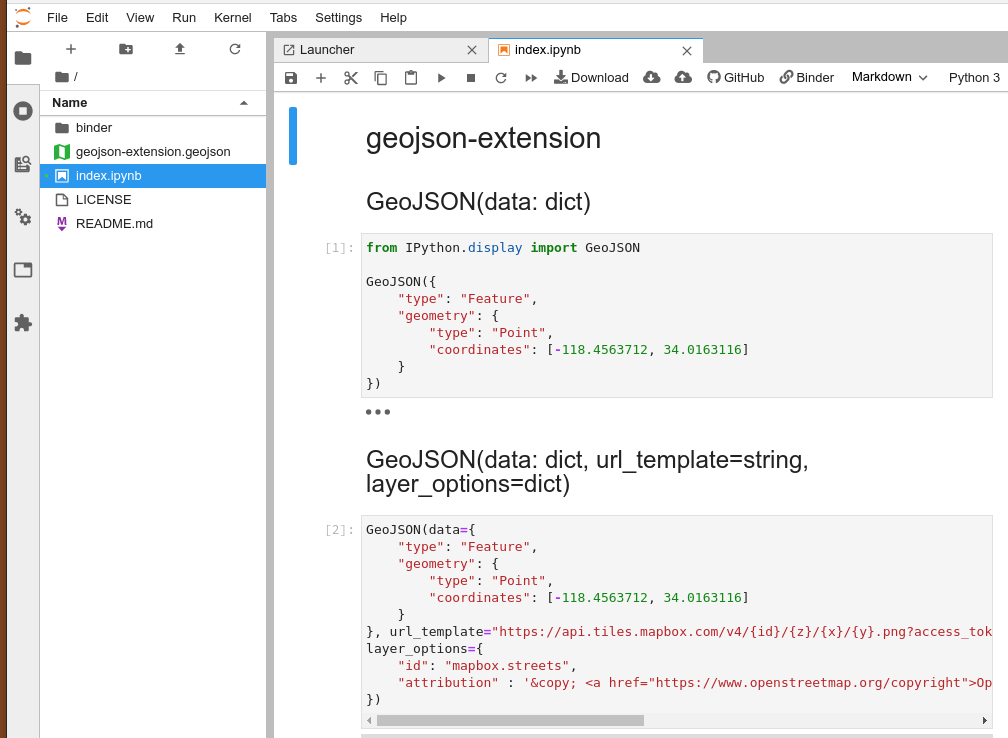 File Edit View Run Kernel Tabs Settings Help
Launcher
index.ipynb
/
Name
binder
geojson-extension.geojson
index.ipynb
LICENSE
M README.md
Download GitHub Binder Markdown Python 3
geojson-extension
GeoJSON(data: dict)
[1]: from IPython.display import GeoJSON
GeoJSON({
    "type": "Feature",
    "geometry": {
        "type": "Point",
        "coordinates": [-118.4563712, 34.0163116]
    }
})
GeoJSON(data: dict, url_template=string,
layer_options=dict)
[2]: GeoJSON(data={
    "type": "Feature",
    "geometry": {
        "type": "Point",
        "coordinates": [-118.4563712, 34.0163116]
    }
}, url_template="https://api.tiles.mapbox.com/v4/{id}/{z}/{x}/{y}.png?access_tok
layer_options={
    "id": "mapbox.streets",
    "attribution" : '&copy; <a href="https://www.openstreetmap.org/copyright">Op
})